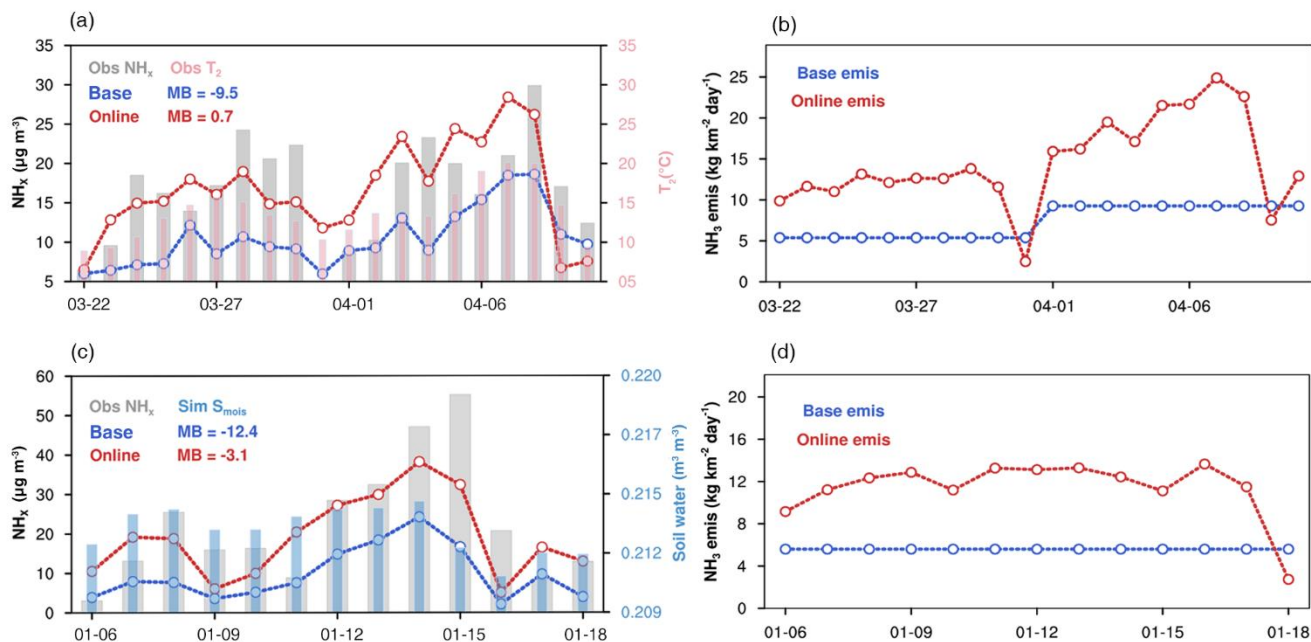 (a)
35
30
25
20
15
10
5
NHₓ (µg m⁻³)
Obs NHₓ Obs T₂
Base MB = -9.5
Online MB = 0.7
35
30
25
20
15
10
05
T₂(°C)
03-22 03-27 04-01 04-06
(b)
25
20
15
10
5
0
NH₃ emis (kg km⁻² day⁻¹)
Base emis
Online emis
03-22 03-27 04-01 04-06
(c)
60
50
40
30
20
10
0
NHₓ (µg m⁻³)
Obs NHₓ Sim Sₘₒᵢₛ
Base MB = -12.4
Online MB = -3.1
0.220
0.217
0.215
0.212
0.209
Soil water (m³ m⁻³)
01-06 01-09 01-12 01-15 01-18
(d)
20
16
12
8
4
0
NH₃ emis (kg km⁻² day⁻¹)
Base emis
Online emis
01-06 01-09 01-12 01-15 01-18